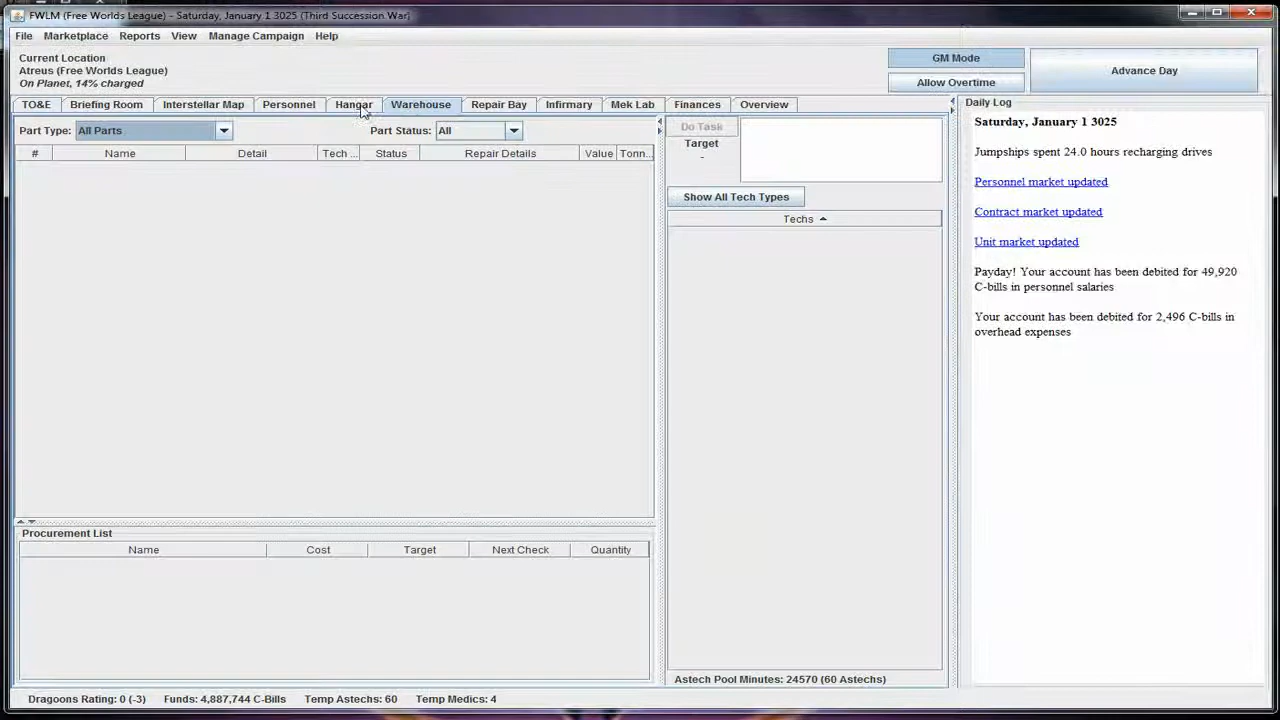 FWLM (Free Worlds League) - Saturday, January 1 3025 (Third Succession War)
File Marketplace Reports View Manage Campaign Help
Current Location
Atreus (Free Worlds League)
On Planet, 14% charged
GM Mode
Allow Overtime
Advance Day
TO&E Briefing Room Interstellar Map Personnel Hangar Warehouse Repair Bay Infirmary Mek Lab Finances Overview
Part Type: All Parts Part Status: All
# Name Detail Tech ... Status Repair Details Value Tonn...
Do Task
Target
-
Show All Tech Types
Techs
Daily Log
Saturday, January 1 3025
Jumpships spent 24.0 hours recharging drives
Personnel market updated
Contract market updated
Unit market updated
Payday! Your account has been debited for 49,920
C-bills in personnel salaries
Your account has been debited for 2,496 C-bills in
overhead expenses
Procurement List
Name Cost Target Next Check Quantity
Astech Pool Minutes: 24570 (60 Astechs)
Dragoons Rating: 0 (-3) Funds: 4,887,744 C-Bills Temp Astechs: 60 Temp Medics: 4